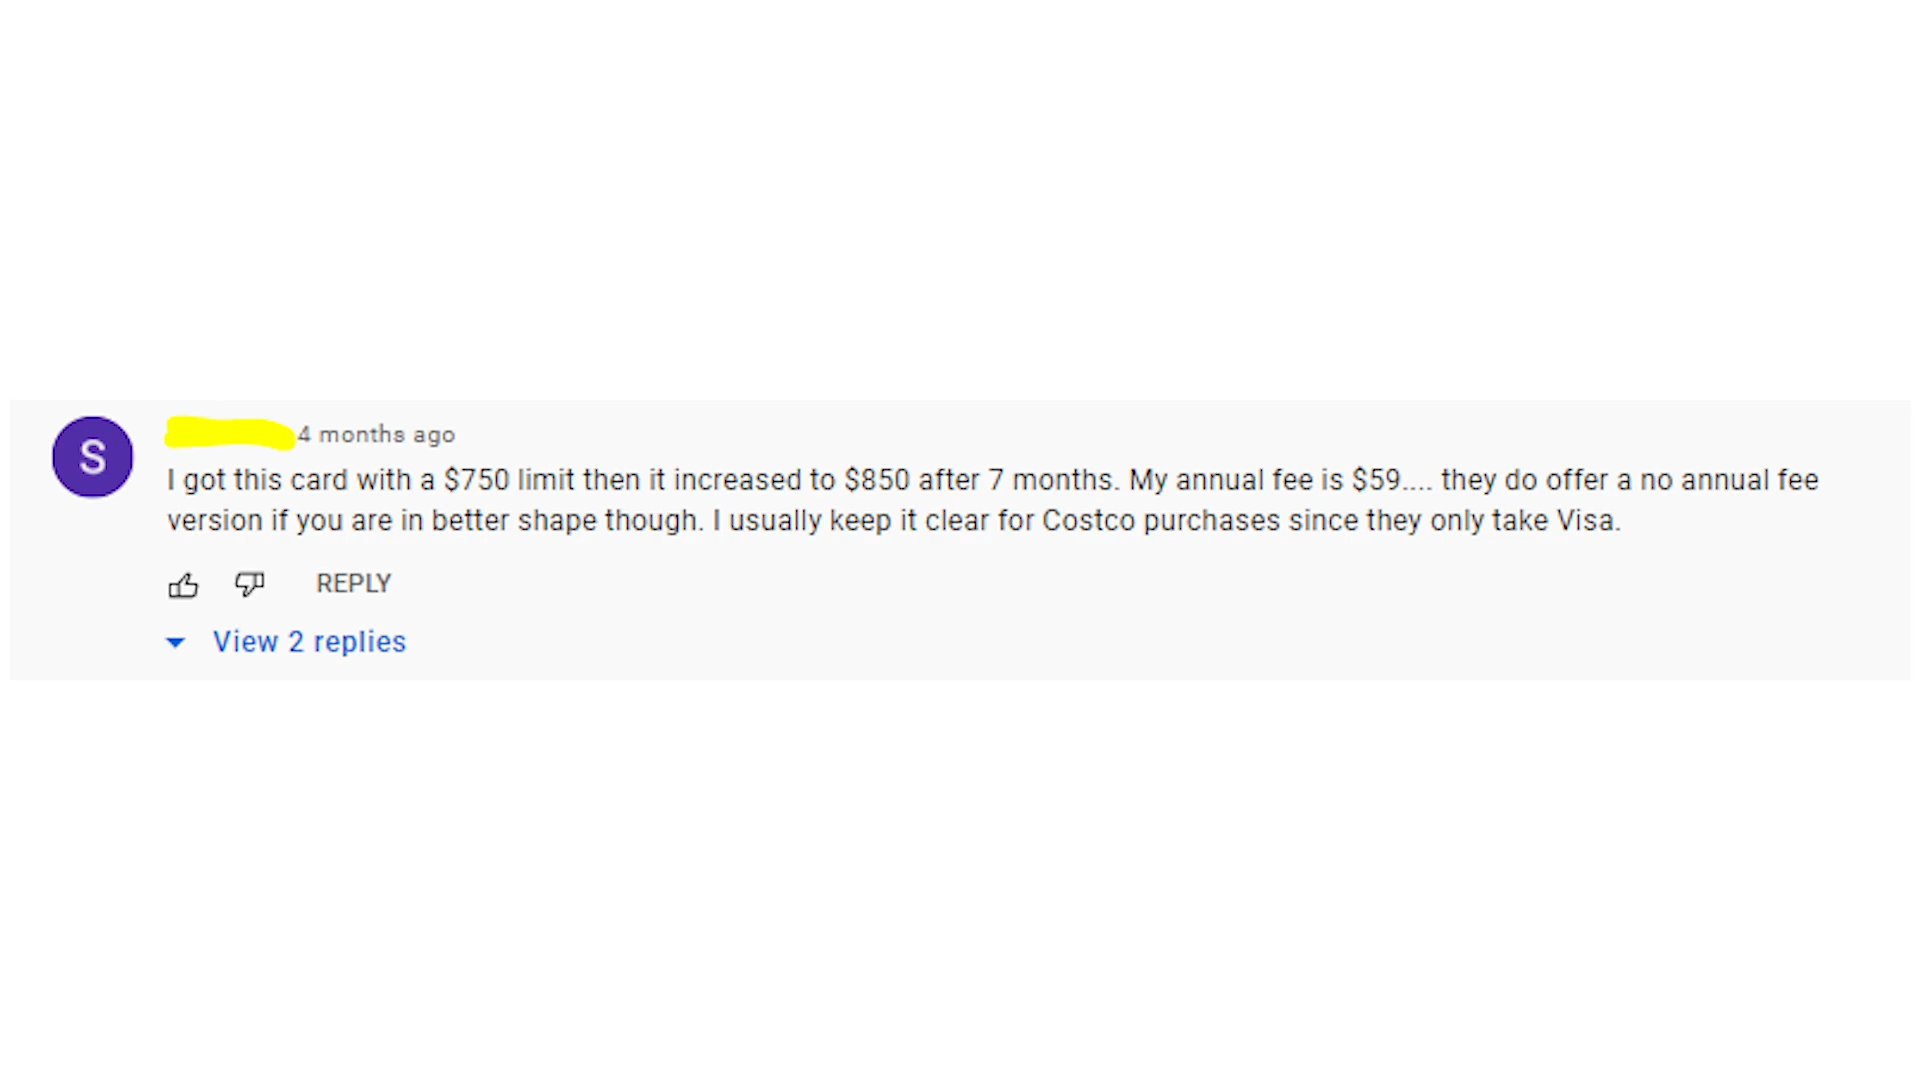 S
4 months ago
I got this card with a $750 limit then it increased to $850 after 7 months. My annual fee is $59.... they do offer a no annual fee
version if you are in better shape though. I usually keep it clear for Costco purchases since they only take Visa.
REPLY
View 2 replies